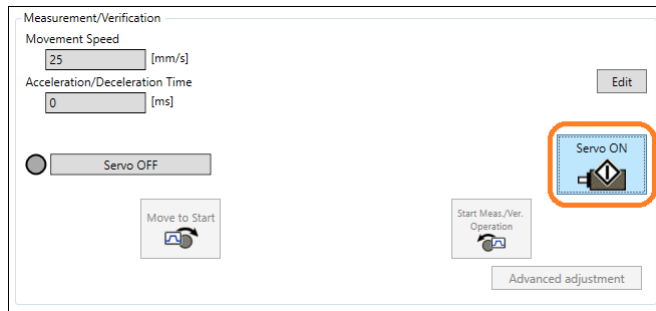 Measurement/Verification
Movement Speed
25 [mm/s]
Acceleration/Deceleration Time
Edit
0 [ms]
Servo ON
Servo OFF
Move to Start
Start Meas./Ver.
Operation
Advanced adjustment